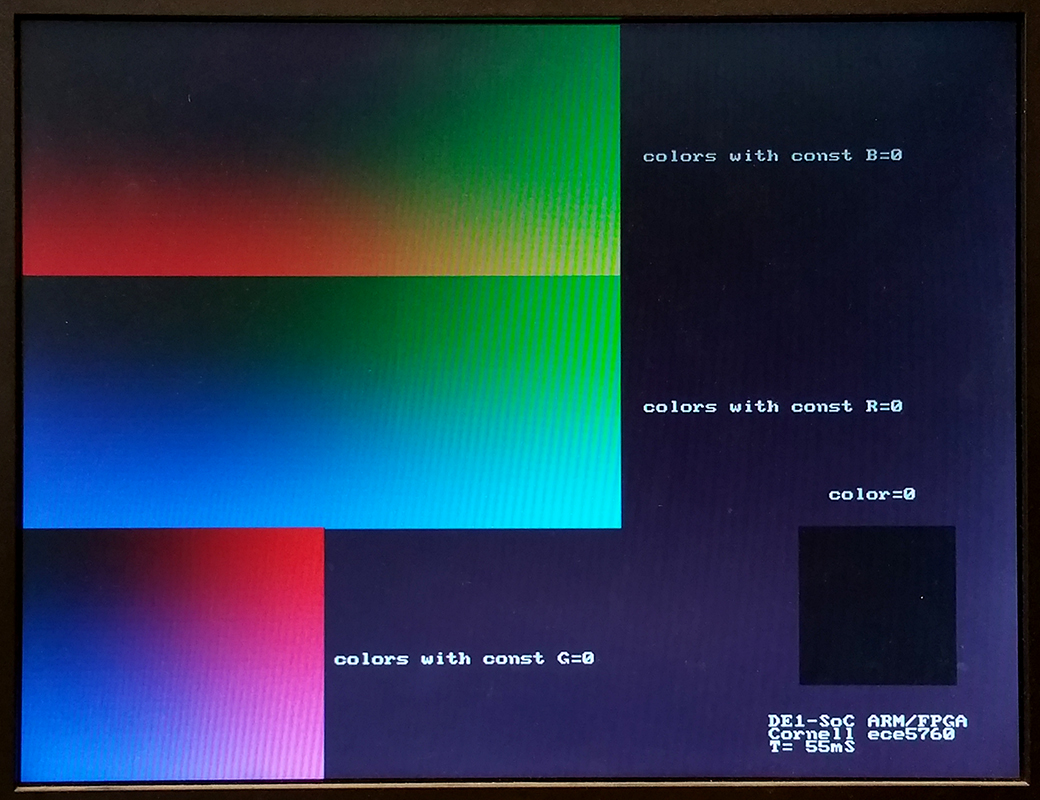 colors with const B=0
colors with const R=0
color=0
colors with const G=0
DE1-SoC ARM/FPGA
Cornell ece5760
T= 55mS